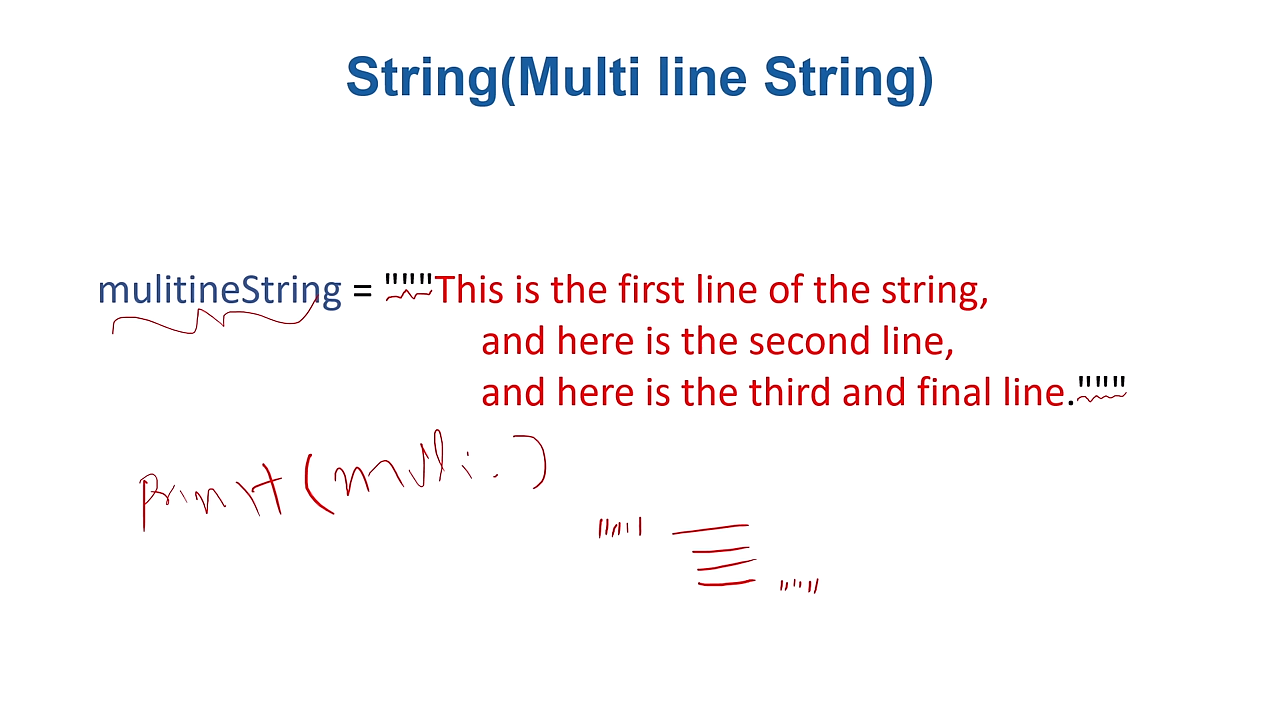 String(Multi line String)
mulitineString = """This is the first line of the string,
and here is the second line,
and here is the third and final line."""
print(multi.)
""" """